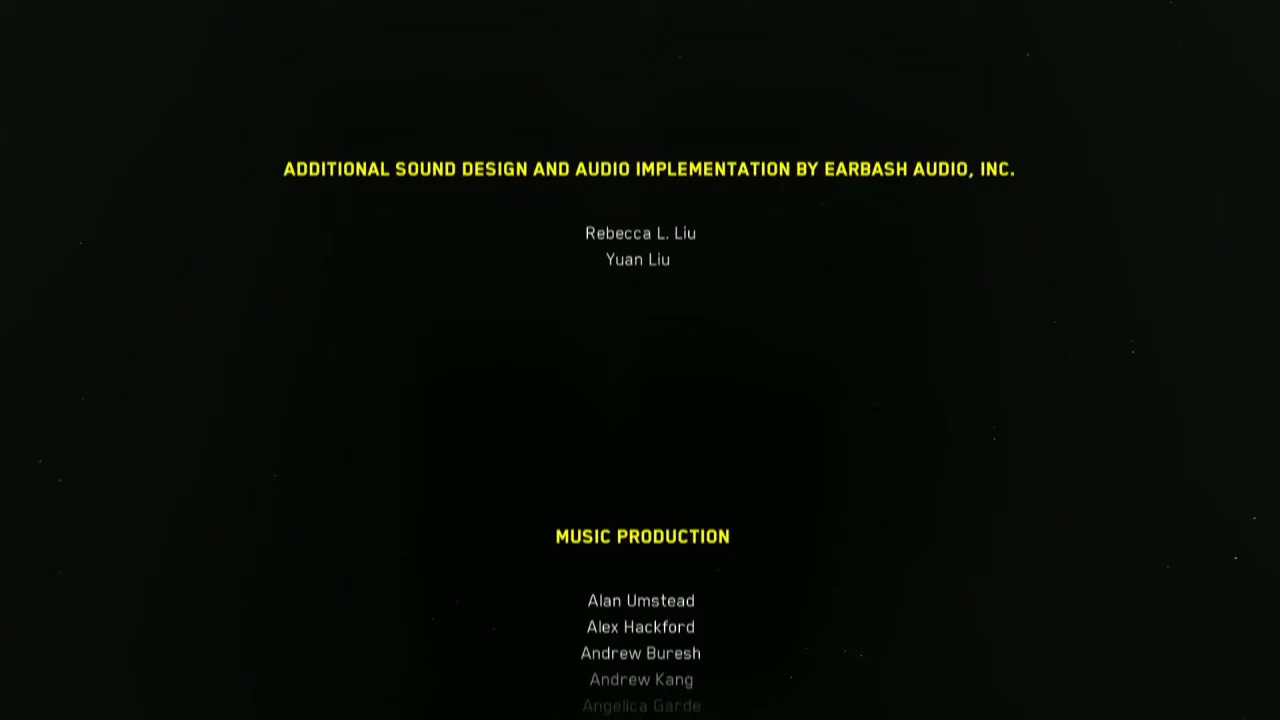 ADDITIONAL SOUND DESIGN AND AUDIO IMPLEMENTATION BY EARBASH AUDIO, INC.
Rebecca L. Liu
Yuan Liu
MUSIC PRODUCTION
Alan Umstead
Alex Hackford
Andrew Buresh
Andrew Kang
Angelica Garde